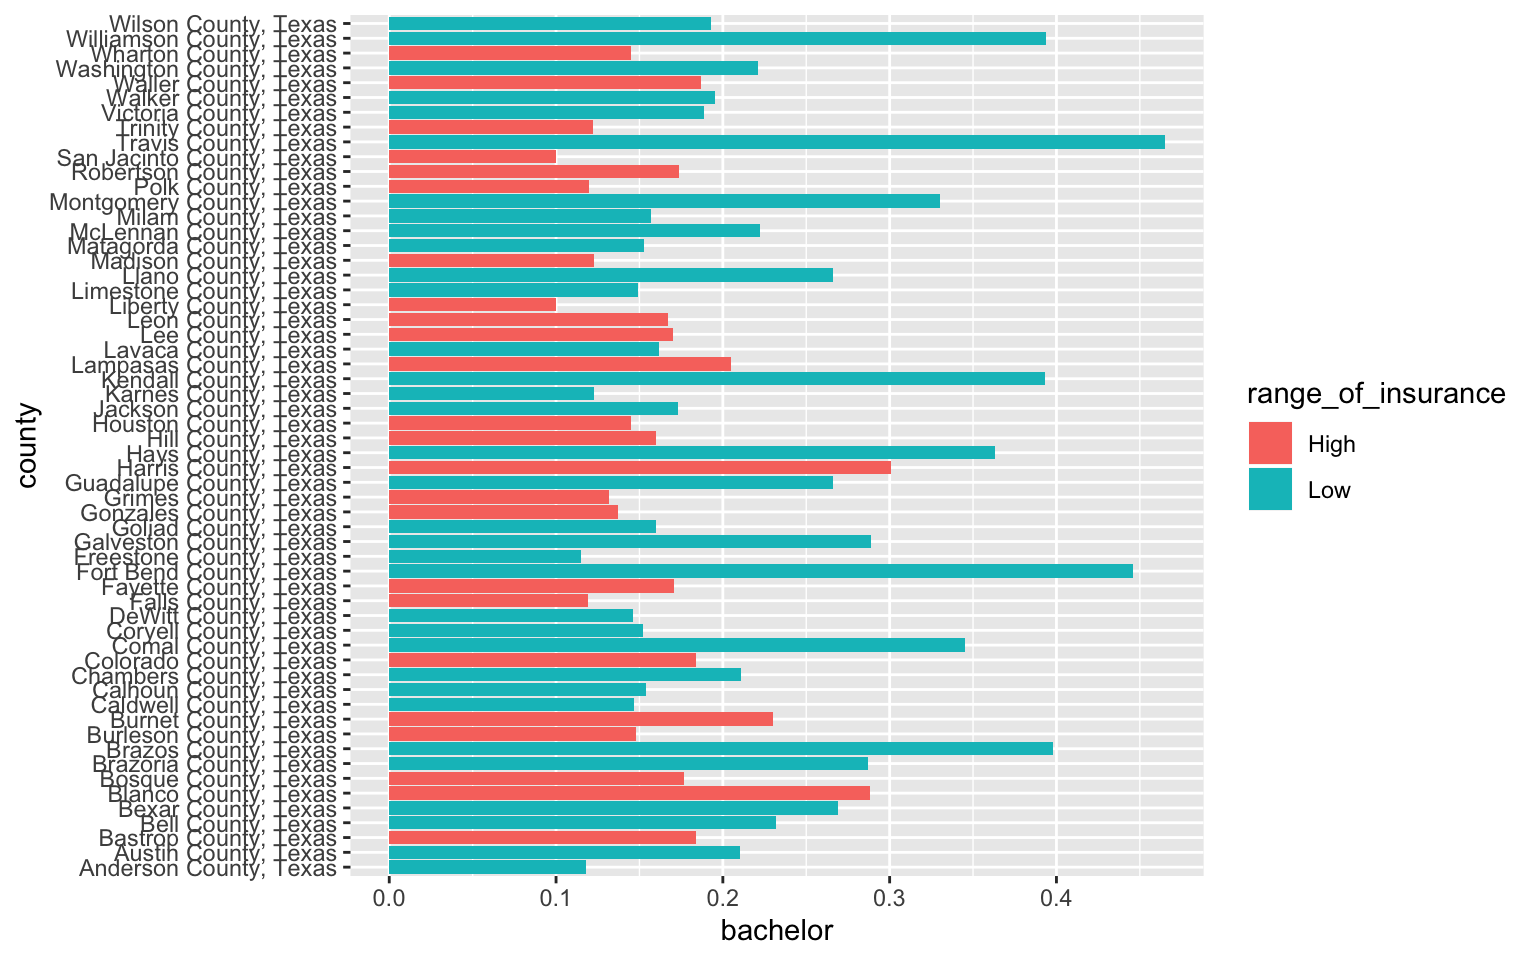 Wilson County, Texas
Williamson County, Texas
Wharton County, Texas
Washington County, Texas
Waller County, Texas
Walker County, Texas
Victoria County, Texas
Trinity County, Texas
Travis County, Texas
San Jacinto County, Texas
Robertson County, Texas
Polk County, Texas
Montgomery County, Texas
Milam County, Texas
McLennan County, Texas
Matagorda County, Texas
Madison County, Texas
Llano County, Texas
Limestone County, Texas
Liberty County, Texas
Leon County, Texas
Lee County, Texas
Lavaca County, Texas
Lampasas County, Texas
Kendall County, Texas
Karnes County, Texas
Jackson County, Texas
Houston County, Texas
Hill County, Texas
Hays County, Texas
Harris County, Texas
Guadalupe County, Texas
Grimes County, Texas
Gonzales County, Texas
Goliad County, Texas
Galveston County, Texas
Freestone County, Texas
Fort Bend County, Texas
Fayette County, Texas
Falls County, Texas
DeWitt County, Texas
Coryell County, Texas
Comal County, Texas
Colorado County, Texas
Chambers County, Texas
Calhoun County, Texas
Caldwell County, Texas
Burnet County, Texas
Burleson County, Texas
Brazos County, Texas
Brazoria County, Texas
Bosque County, Texas
Blanco County, Texas
Bexar County, Texas
Bell County, Texas
Bastrop County, Texas
Austin County, Texas
Anderson County, Texas
county
0.0 0.1 0.2 0.3 0.4
bachelor
range_of_insurance
High
Low